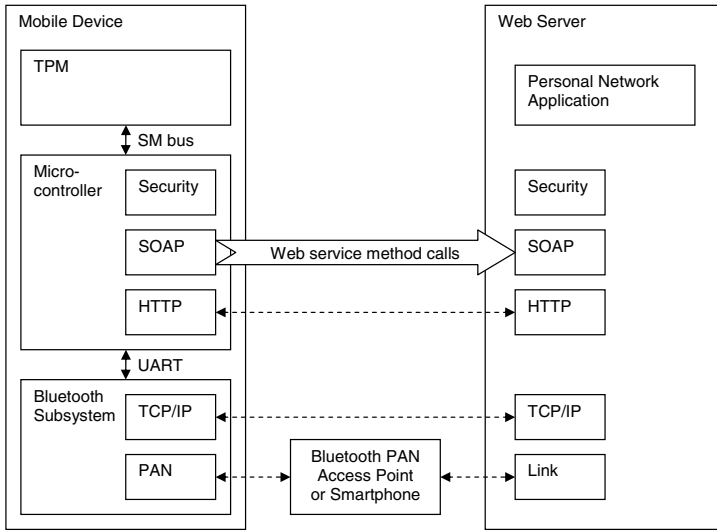 Mobile Device
TPM
SM bus
Micro-
controller
Security
SOAP
HTTP
UART
Bluetooth
Subsystem
TCP/IP
PAN
Web service method calls
Bluetooth PAN
Access Point
or Smartphone
Web Server
Personal Network
Application
Security
SOAP
HTTP
TCP/IP
Link